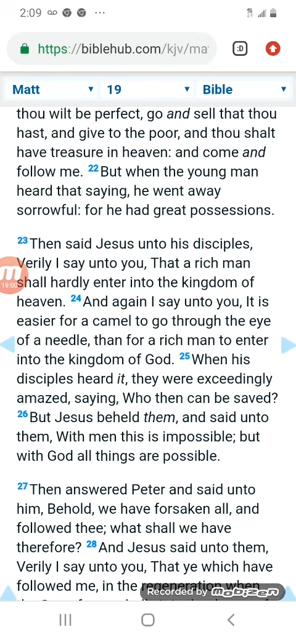 2:09
https://biblehub.com/kjv/ma
:D
Matt 19 Bible
thou wilt be perfect, go and sell that thou
hast, and give to the poor, and thou shalt
have treasure in heaven: and come and
follow me. 22 But when the young man
heard that saying, he went away
sorrowful: for he had great possessions.
23 Then said Jesus unto his disciples,
Verily I say unto you, That a rich man
shall hardly enter into the kingdom of
heaven. 24 And again I say unto you, It is
easier for a camel to go through the eye
of a needle, than for a rich man to enter
into the kingdom of God. 25 When his
disciples heard it, they were exceedingly
amazed, saying, Who then can be saved?
26 But Jesus beheld them, and said unto
them, With men this is impossible; but
with God all things are possible.
27 Then answered Peter and said unto
him, Behold, we have forsaken all, and
followed thee; what shall we have
therefore? 28 And Jesus said unto them,
Verily I say unto you, That ye which have
followed me, in the regeneration when
Recorded by mobizen